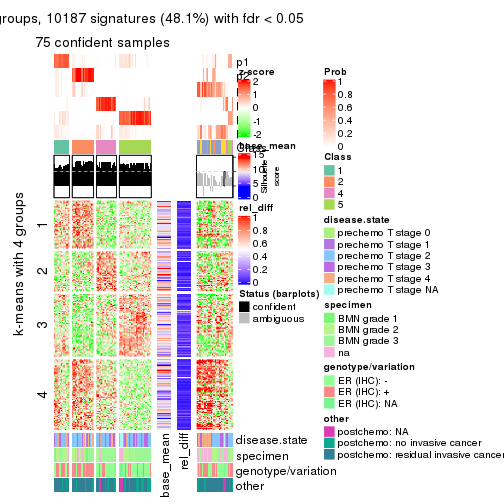 groups, 10187 signatures (48.1%) with fdr < 0.05
75 confident samples
p1
p2
z-score
2
1
0
-1
-2
Class
base_mean
15
10
5
0
Silhouette
score
rel_diff
1
0.8
0.6
0.4
0.2
0
Status (barplots)
confident
ambiguous
k-means with 4 groups
1
2
3
4
base_mean
rel_diff
disease.state
specimen
genotype/variation
other
Prob
1
0.8
0.6
0.4
0.2
0
Class
1
2
4
5
disease.state
prechemo T stage 0
prechemo T stage 1
prechemo T stage 2
prechemo T stage 3
prechemo T stage 4
prechemo T stage NA
specimen
BMN grade 1
BMN grade 2
BMN grade 3
na
genotype/variation
ER (IHC): -
ER (IHC): +
ER (IHC): NA
other
postchemo: NA
postchemo: no invasive cancer
postchemo: residual invasive cancer